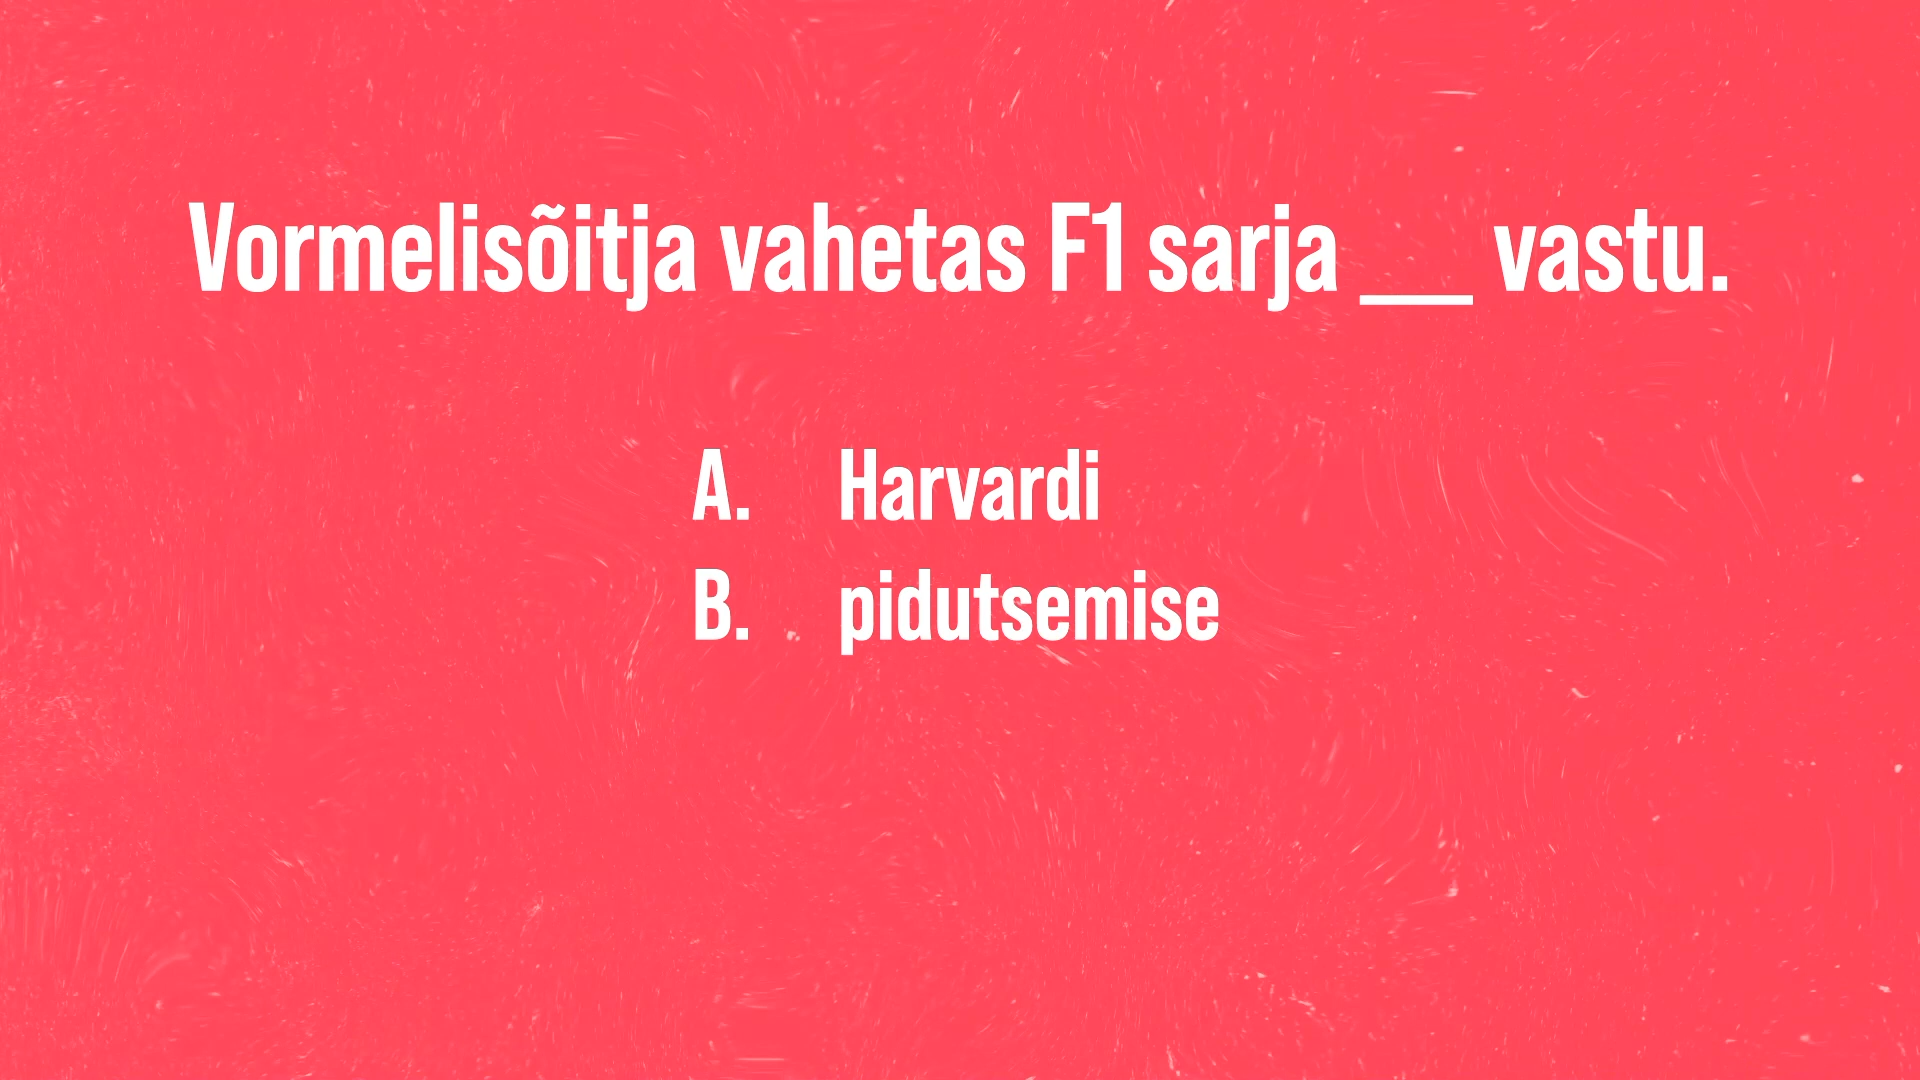 Vormelisõitja vahetas F1 sarja __ vastu.
A. Harvardi
B. pidutsemise